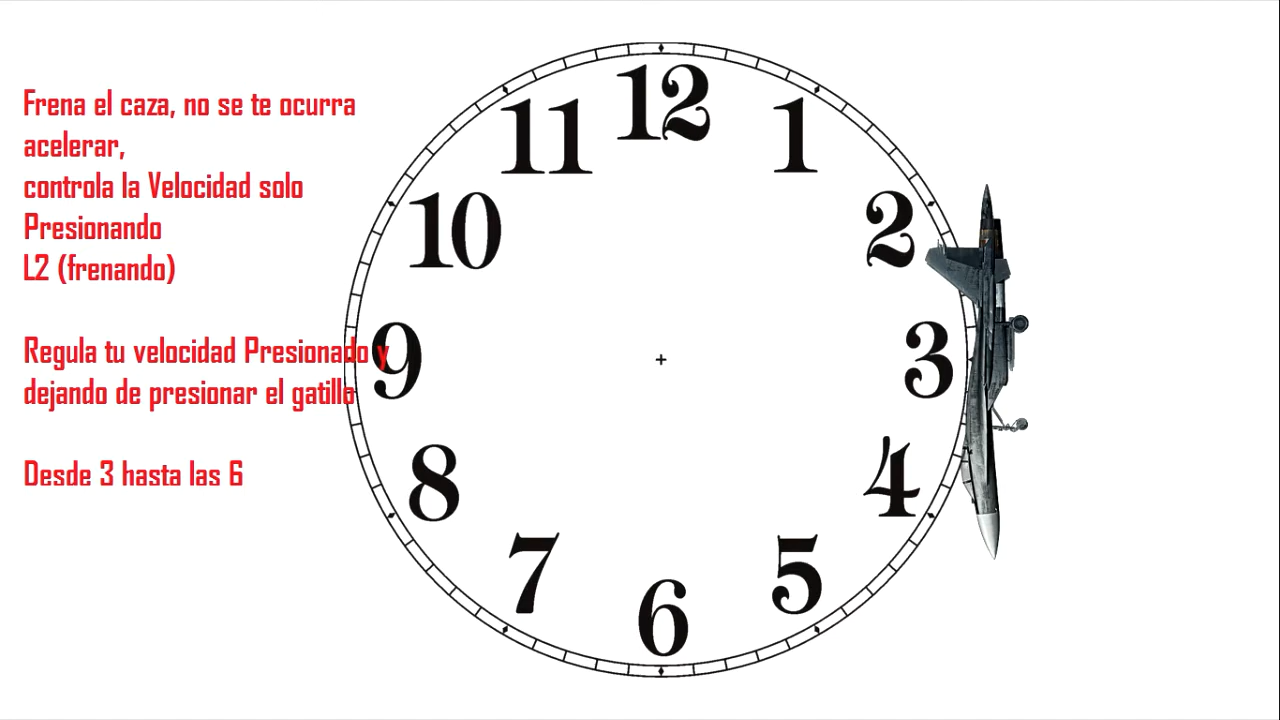 Frena el caza, no se te ocurra
acelerar,
controla la Velocidad solo
Presionando
L2 (frenando)
Regula tu velocidad Presionado y
dejando de presionar el gatillo
Desde 3 hasta las 6
12
1
2
3
4
5
6
7
8
9
10
11